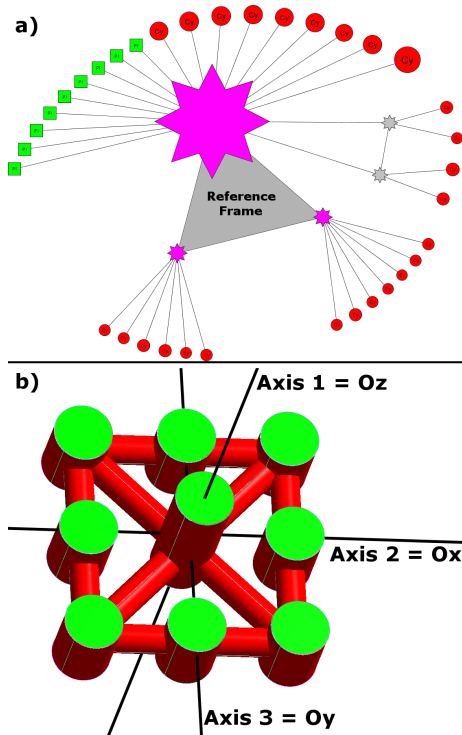 a)
Cy
Cy
Cy
Cy
Cy
Cy
Cy
Cy
Cy
Reference
Frame
b)
Axis 1 = Oz
Axis 2 = Ox
Axis 3 = Oy